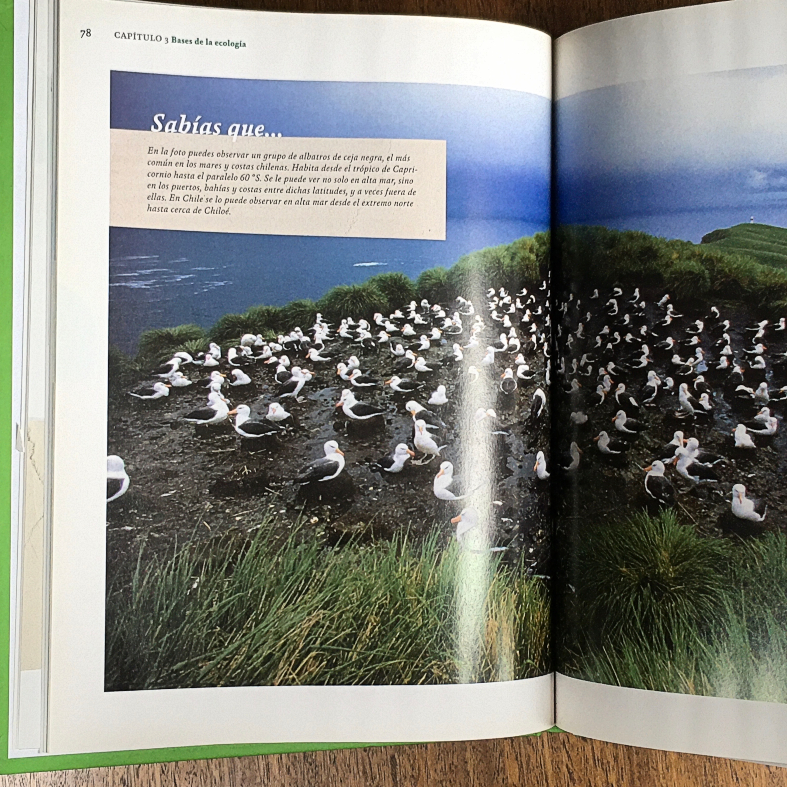 78 CAPÍTULO 3 Bases de la ecología
Sabías que...
En la foto puedes observar un grupo de albatros de ceja negra, el más
común en los mares y costas chilenas. Habita desde el trópico de Capri-
cornio hasta el paralelo 60 °S. Se le puede ver no solo en alta mar, sino
en los puertos, bahías y costas entre dichas latitudes, y a veces fuera de
ellas. En Chile se lo puede observar en alta mar desde el extremo norte
hasta cerca de Chiloé.